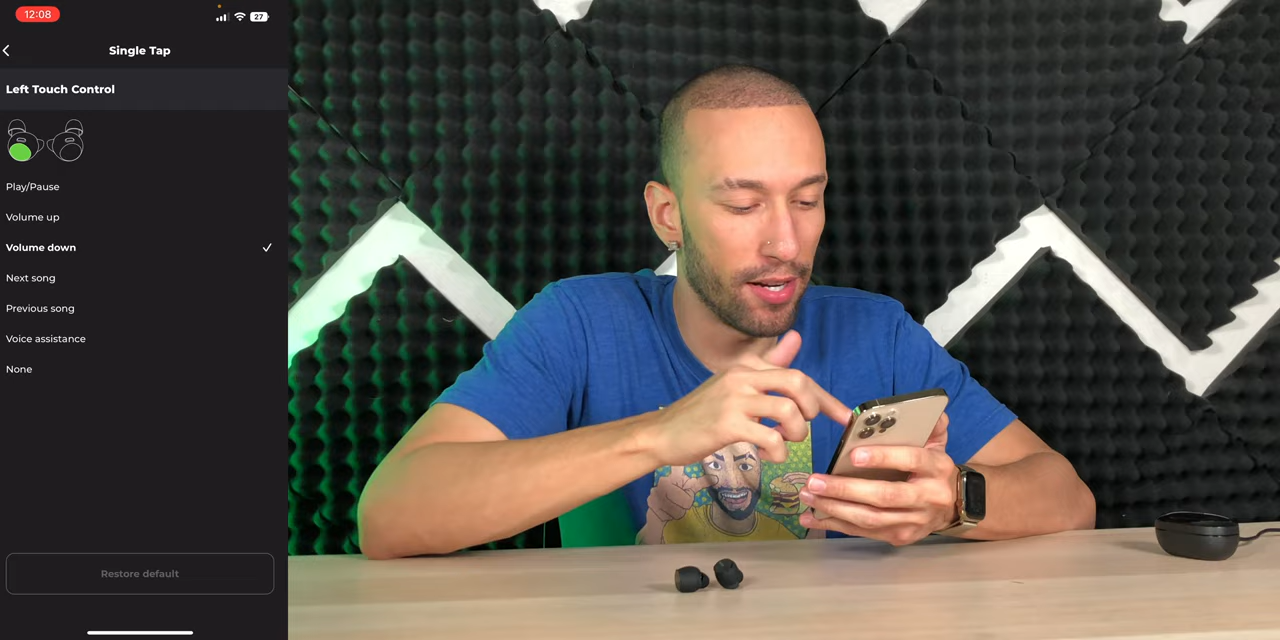 12:08
27
Single Tap
Left Touch Control
Play/Pause
Volume up
Volume down
Next song
Previous song
Voice assistance
None
Restore default